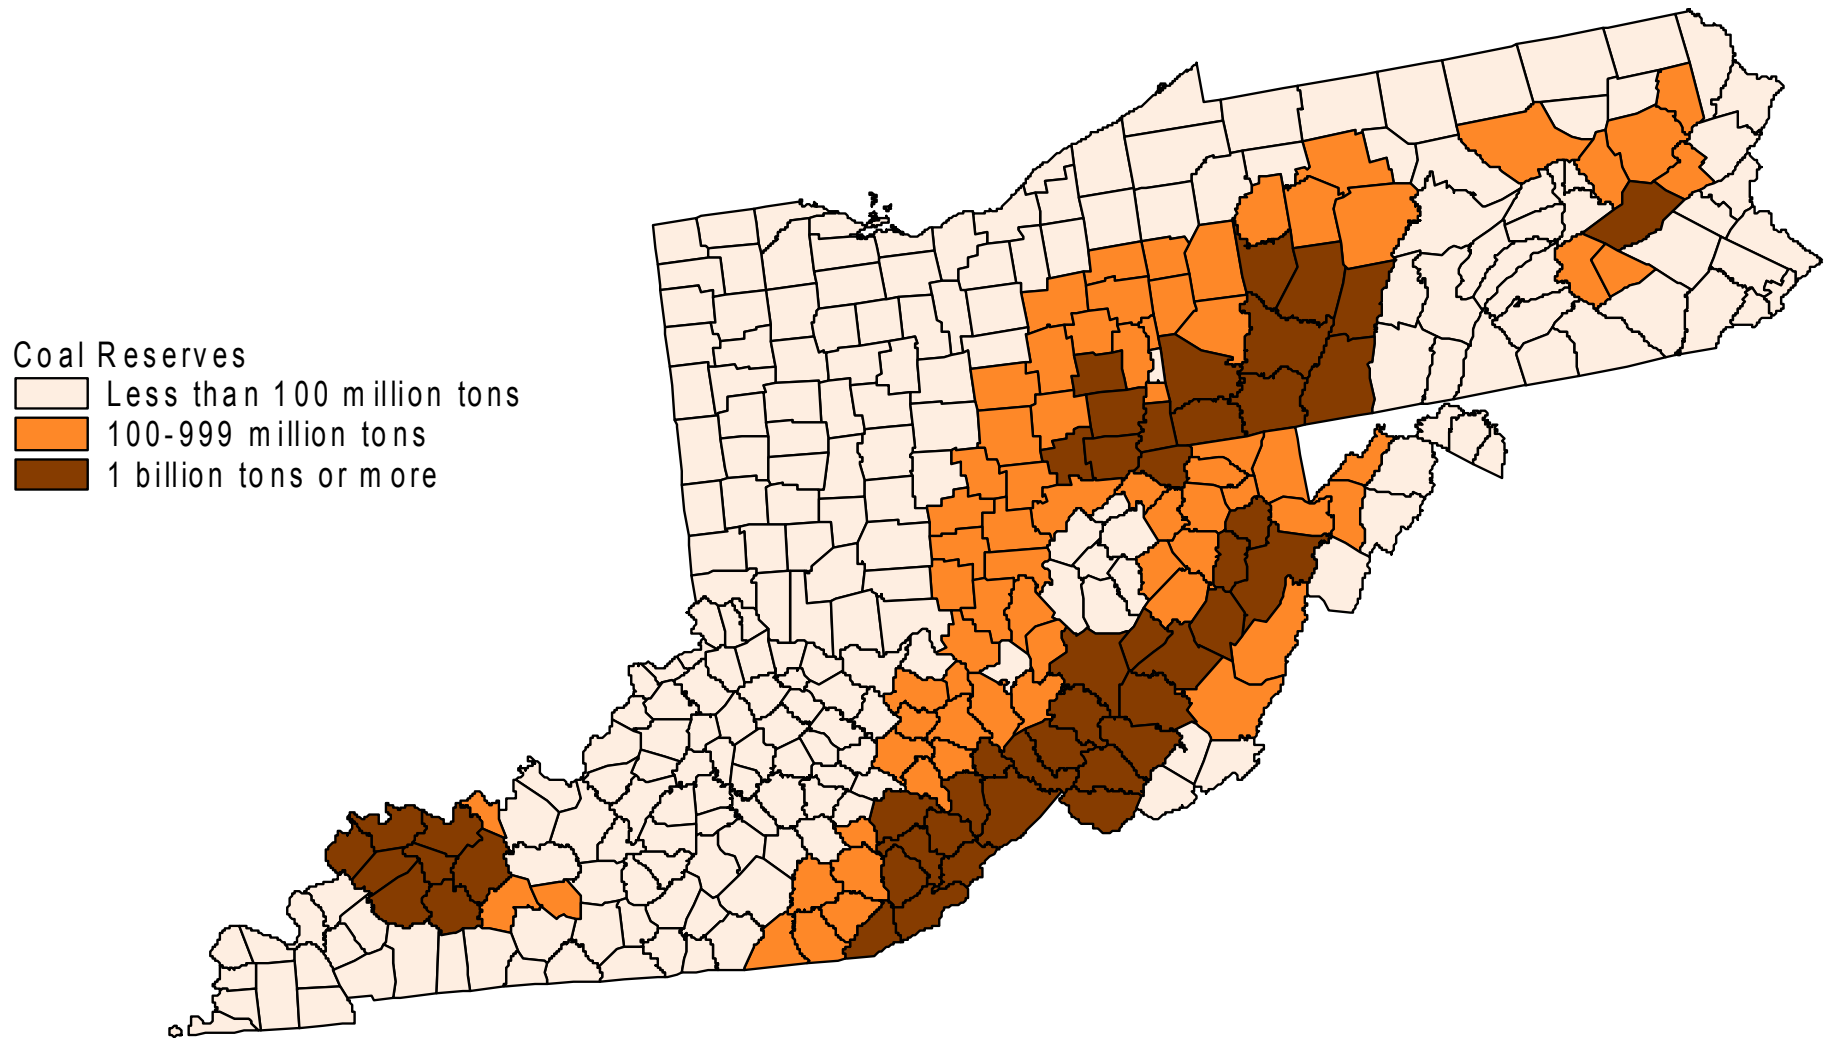 Coal Reserves
Less than 100 million tons
100-999 million tons
1 billion tons or more